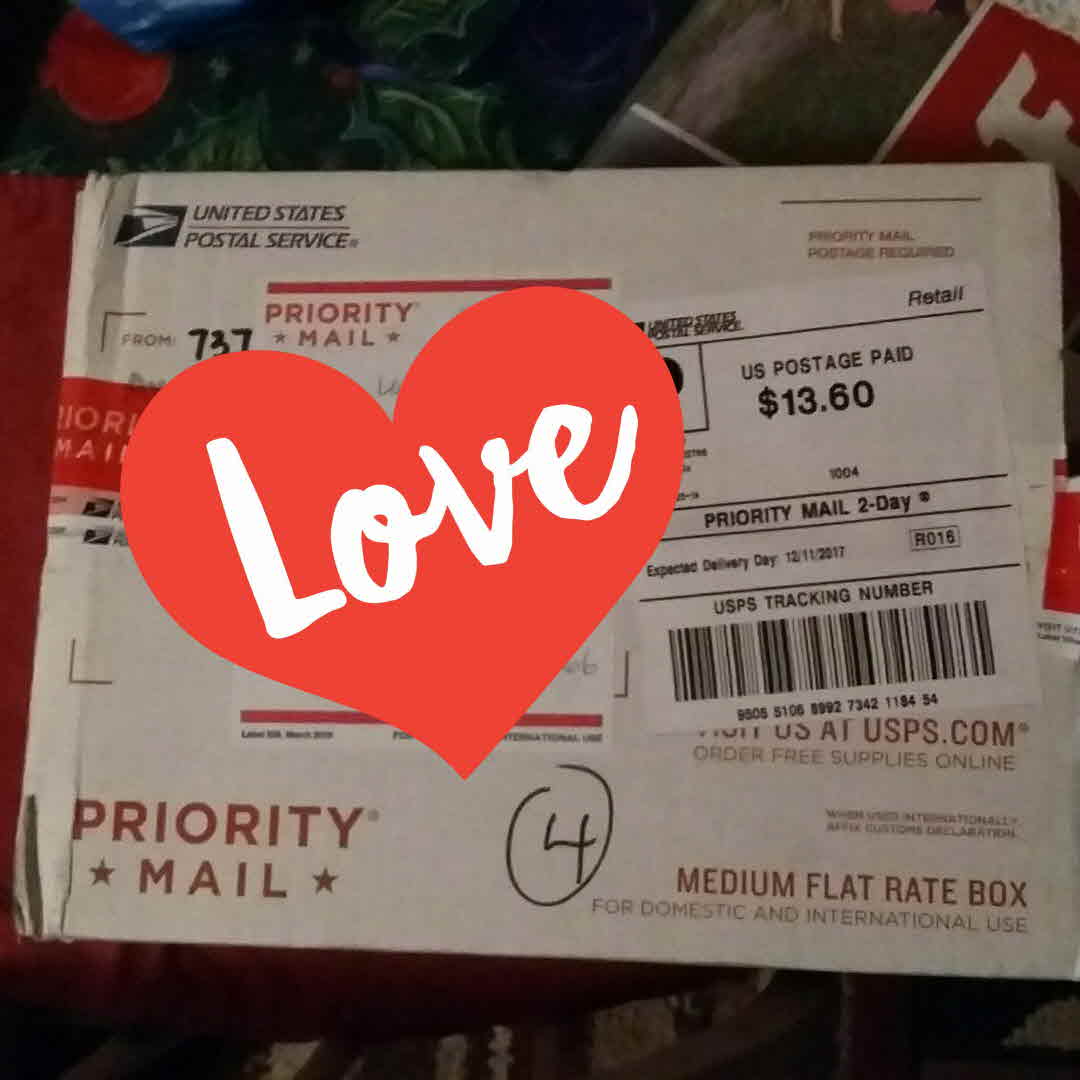 UNITED STATES
POSTAL SERVICE®
PRIORITY MAIL
POSTAGE REQUIRED
PRIORITY®
★ MAIL ★
FROM: 737
Retail
UNITED STATES
POSTAL SERVICE
US POSTAGE PAID
$13.60
Love
1004
PRIORITY MAIL 2-Day ®
Expected Delivery Day: 12/11/2017
R016
USPS TRACKING NUMBER
9505 5106 8992 7342 1184 54
US AT USPS.COM®
ORDER FREE SUPPLIES ONLINE
PRIORITY®
★ MAIL ★
4
WHEN USED INTERNATIONALLY,
AFFIX CUSTOMS DECLARATION.
MEDIUM FLAT RATE BOX
FOR DOMESTIC AND INTERNATIONAL USE